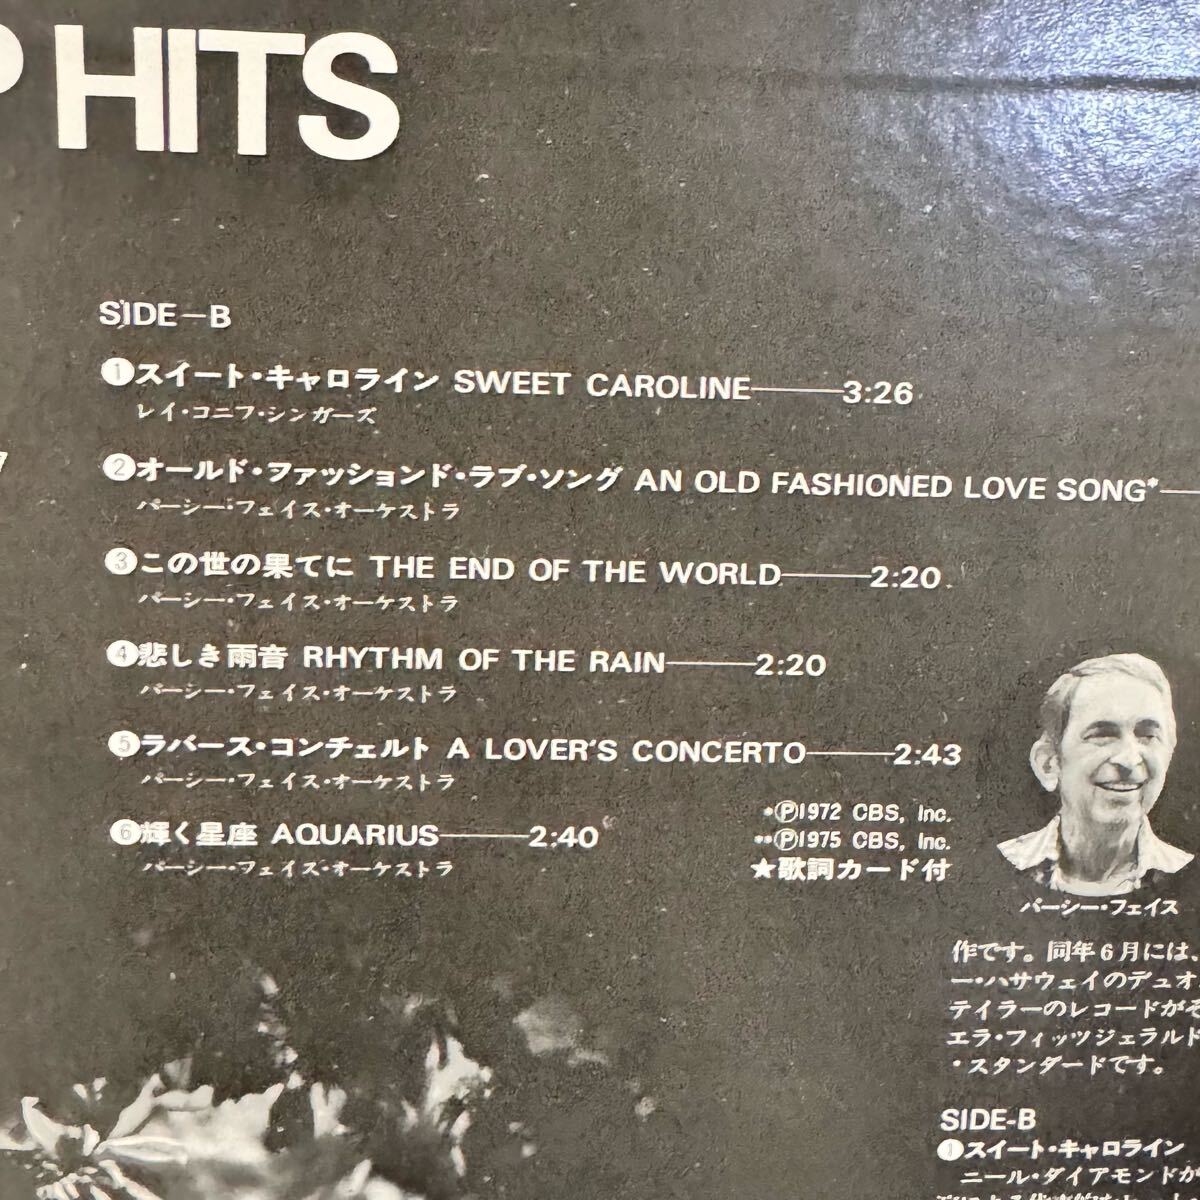 P HITS
SIDE－B
❶スイート・キャロライン SWEET CAROLINE———3:26
レイ・コニフ・シンガーズ
❷オールド・ファッションド・ラブ・ソング AN OLD FASHIONED LOVE SONG*—
パーシー・フェイス・オーケストラ
❸この世の果てに THE END OF THE WORLD———2:20
パーシー・フェイス・オーケストラ
❹悲しき雨音 RHYTHM OF THE RAIN———2:20
パーシー・フェイス・オーケストラ
❺ラバース・コンチェルト A LOVER'S CONCERTO———2:43
パーシー・フェイス・オーケストラ
❻輝く星座 AQUARIUS———2:40
パーシー・フェイス・オーケストラ
*Ⓟ1972 CBS, Inc.
**Ⓟ1975 CBS, Inc.
★歌詞カード付
パーシー・フェイス
作です。同年6月には、
ー・ハサウェイのデュオ
テイラーのレコードがそ
エラ・フィッツジェラルド
・スタンダードです。
SIDE-B
❶スイート・キャロライン
ニール・ダイアモンドが